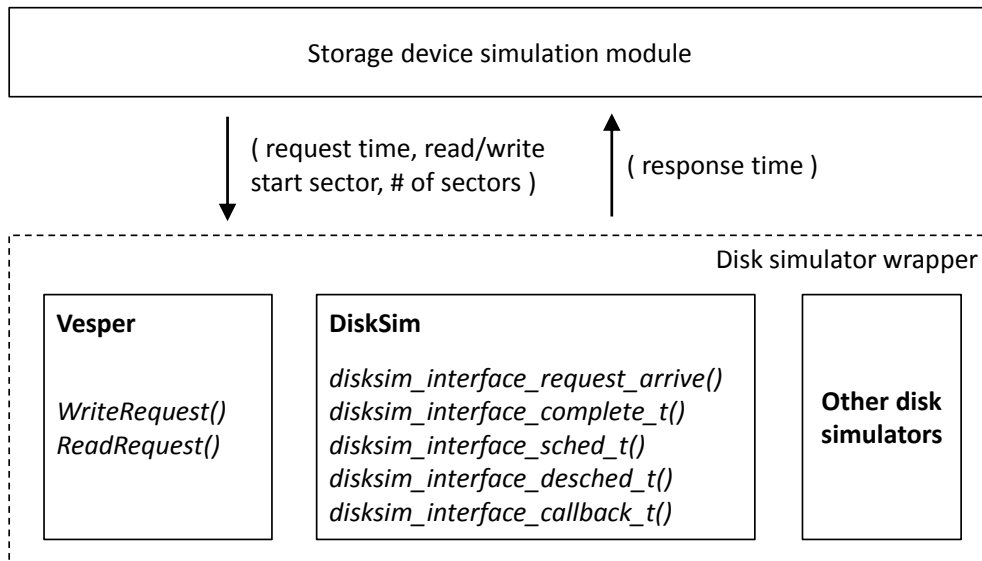 Storage device simulation module
( request time, read/write
start sector, # of sectors )
( response time )
Disk simulator wrapper
Vesper
WriteRequest()
ReadRequest()
DiskSim
disksim_interface_request_arrive()
disksim_interface_complete_t()
disksim_interface_sched_t()
disksim_interface_desched_t()
disksim_interface_callback_t()
Other disk
simulators